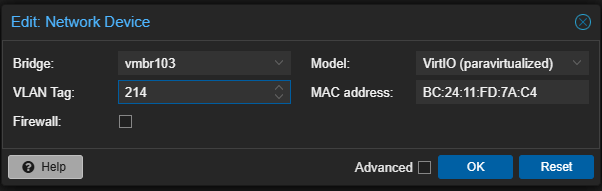 Edit: Network Device
Bridge: vmbr103 Model: VirtIO (paravirtualized)
VLAN Tag: 214 MAC address: BC:24:11:FD:7A:C4
Firewall:
? Help Advanced OK Reset